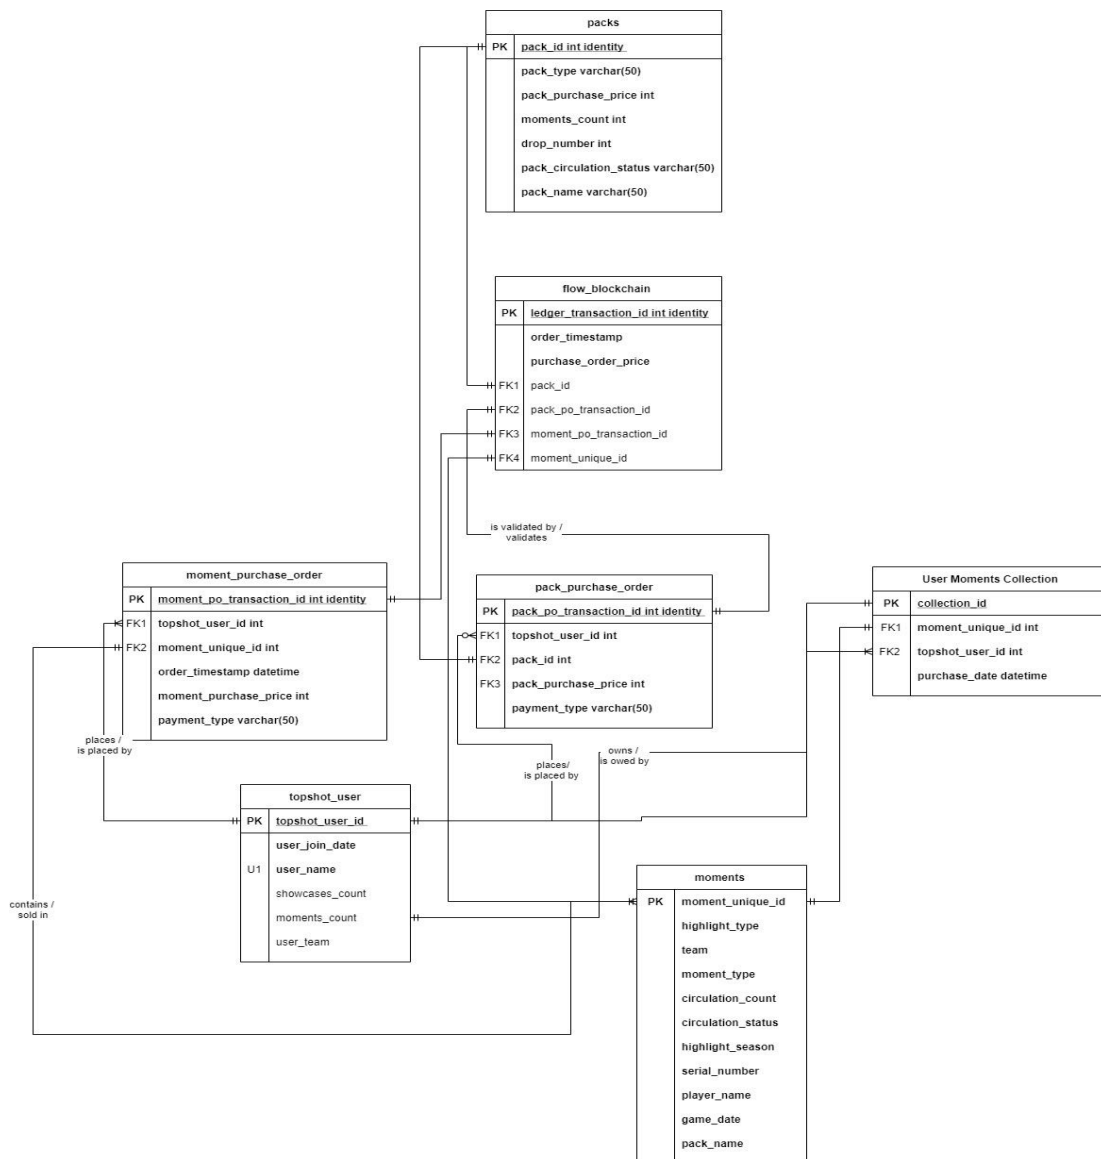 packs
PK pack_id int identity
pack_type varchar(50)
pack_purchase_price int
moments_count int
drop_number int
pack_circulation_status varchar(50)
pack_name varchar(50)
flow_blockchain
PK ledger_transaction_id int identity
order_timestamp
purchase_order_price
FK1 pack_id
FK2 pack_po_transaction_id
FK3 moment_po_transaction_id
FK4 moment_unique_id
is validated by /
validates
moment_purchase_order
PK moment_po_transaction_id int identity
FK1 topshot_user_id int
FK2 moment_unique_id int
order_timestamp datetime
moment_purchase_price int
payment_type varchar(50)
places /
is placed by
pack_purchase_order
PK pack_po_transaction_id int identity
FK1 topshot_user_id int
FK2 pack_id int
FK3 pack_purchase_price int
payment_type varchar(50)
places/
is placed by
User Moments Collection
PK collection_id
FK1 moment_unique_id int
FK2 topshot_user_id int
purchase_date datetime
owns /
is owed by
topshot_user
PK topshot_user_id
user_join_date
U1 user_name
showcases_count
moments_count
user_team
contains /
sold in
moments
PK moment_unique_id
highlight_type
team
moment_type
circulation_count
circulation_status
highlight_season
serial_number
player_name
game_date
pack_name